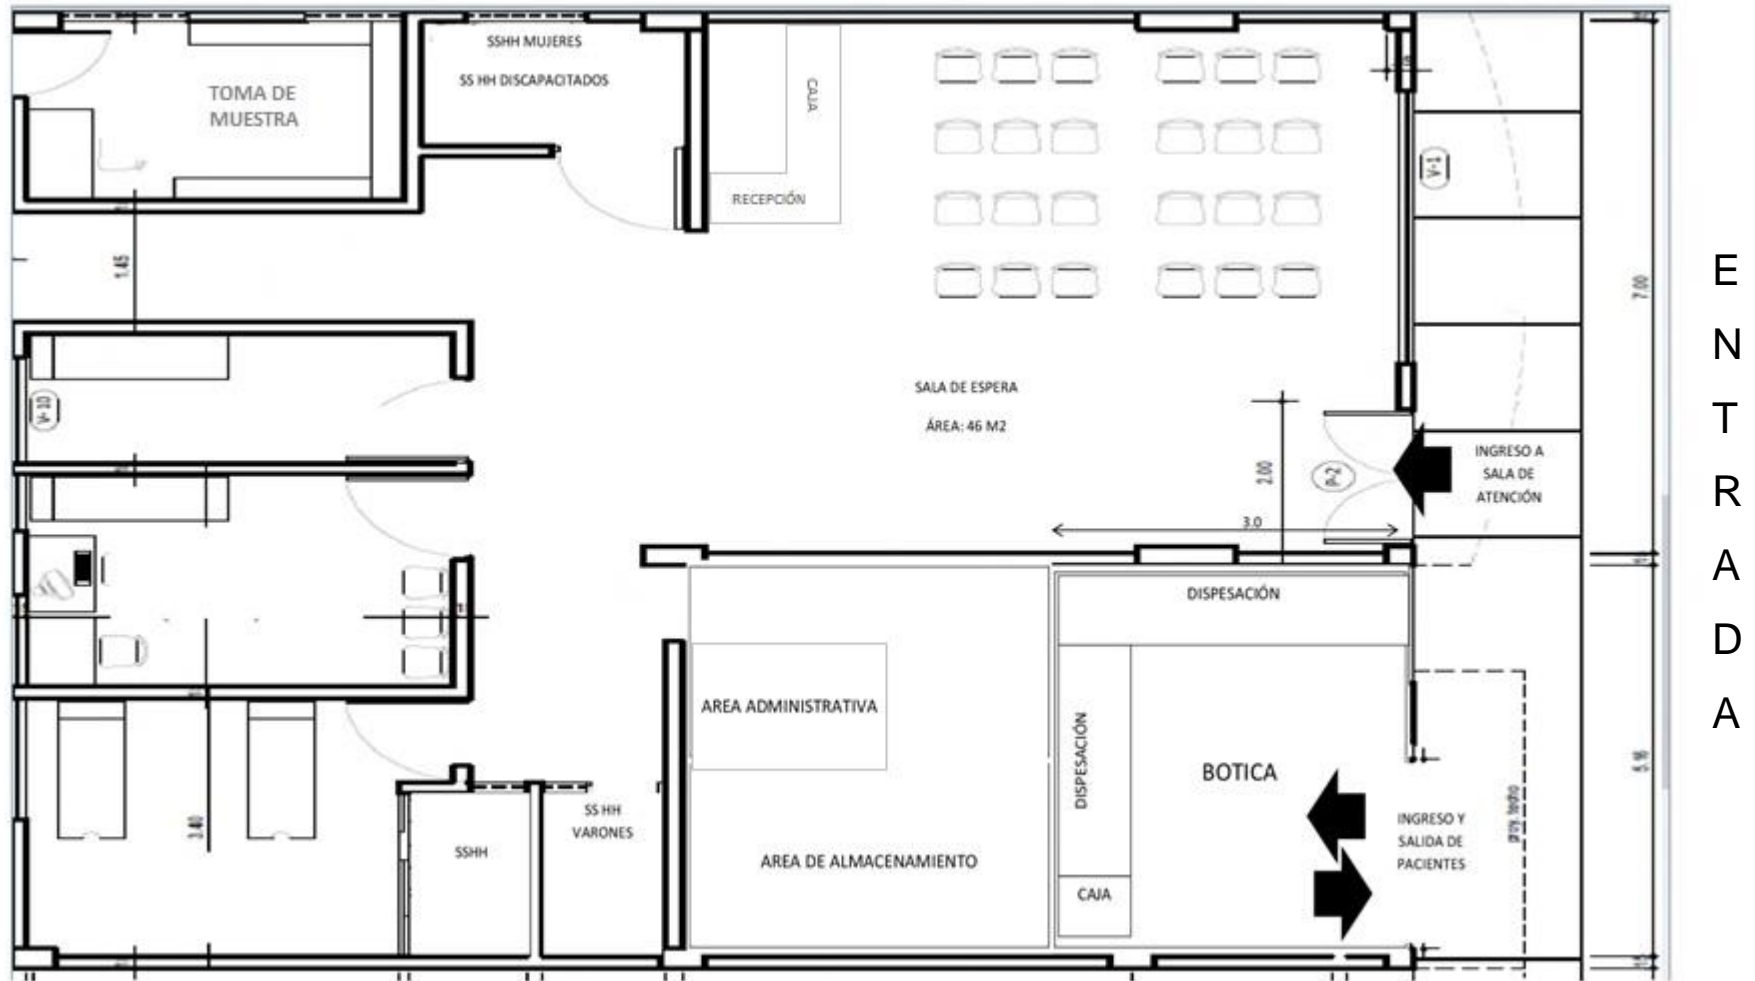 TOMA DE
MUESTRA
SSHH MUJERES
SS HH DISCAPACITADOS
CAJA
RECEPCIÓN
V-1
1.45
7.00
V-10
SALA DE ESPERA
ÁREA: 46 M2
2.00
P-2
INGRESO A
SALA DE
ATENCIÓN
3.0
DISPESACIÓN
AREA ADMINISTRATIVA
DISPESACIÓN
BOTICA
AREA DE ALMACENAMIENTO
CAJA
INGRESO Y
SALIDA DE
PACIENTES
proy. techo
SS HH
VARONES
SSHH
3.40
E
N
T
R
A
D
A